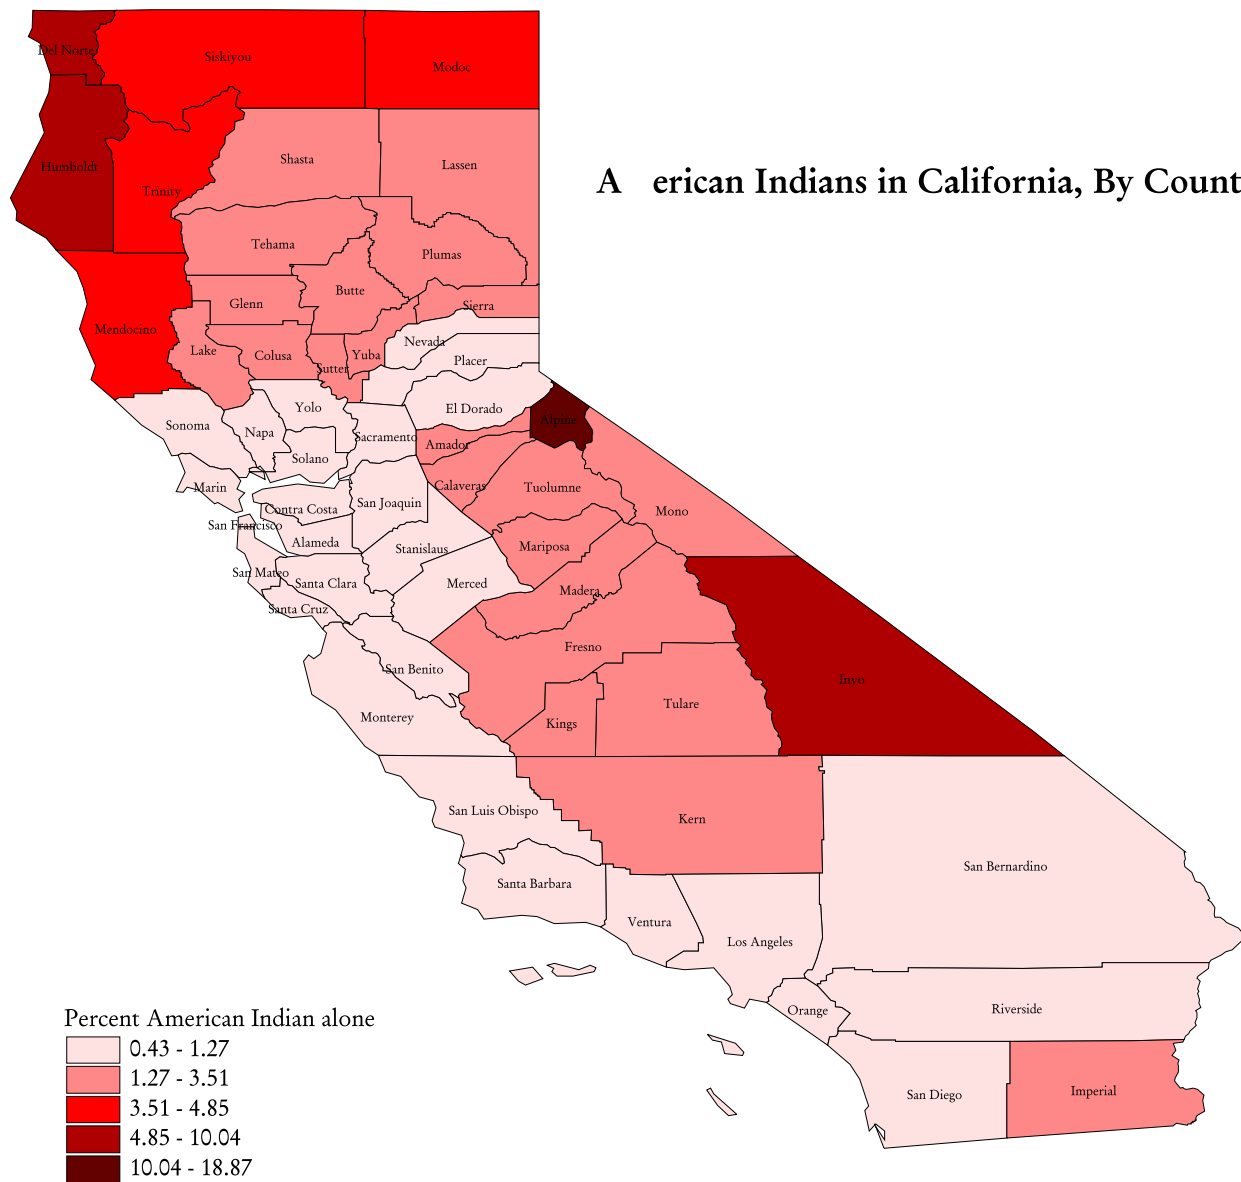 Del Norte
Siskiyou
Modoc
Humboldt
Trinity
Shasta
Lassen
A erican Indians in California, By Count
Tehama
Plumas
Butte
Glenn
Sierra
Mendocino
Lake
Colusa
Sutter
Yuba
Nevada
Placer
Sonoma
Napa
Yolo
El Dorado
Alpine
Sacramento
Amador
Solano
Marin
Calaveras
Tuolumne
Mono
Contra Costa
San Joaquin
San Francisco
Alameda
Stanislaus
Mariposa
San Mateo
Santa Clara
Merced
Madera
Santa Cruz
Fresno
San Benito
Inyo
Monterey
Kings
Tulare
San Luis Obispo
Kern
San Bernardino
Santa Barbara
Ventura
Los Angeles
Orange
Riverside
San Diego
Imperial
Percent American Indian alone
0.43 - 1.27
1.27 - 3.51
3.51 - 4.85
4.85 - 10.04
10.04 - 18.87